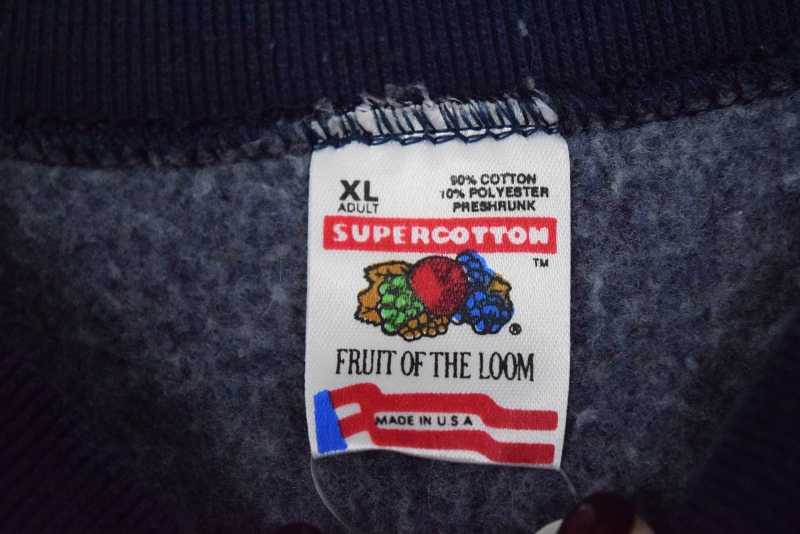 XL
ADULT
90% COTTON
10% POLYESTER
PRESHRUNK
SUPERCOTTON
TM
®
FRUIT OF THE LOOM
MADE IN U S A